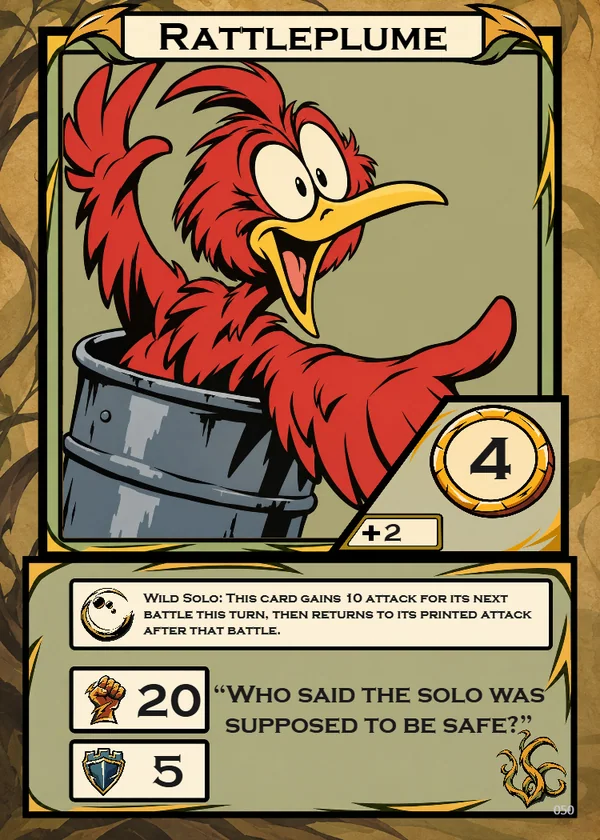 Rattleplume
4
+2
Wild Solo: This card gains 10 attack for its next
battle this turn, then returns to its printed attack
after that battle.
20
“Who said the solo was
supposed to be safe?”
5
050